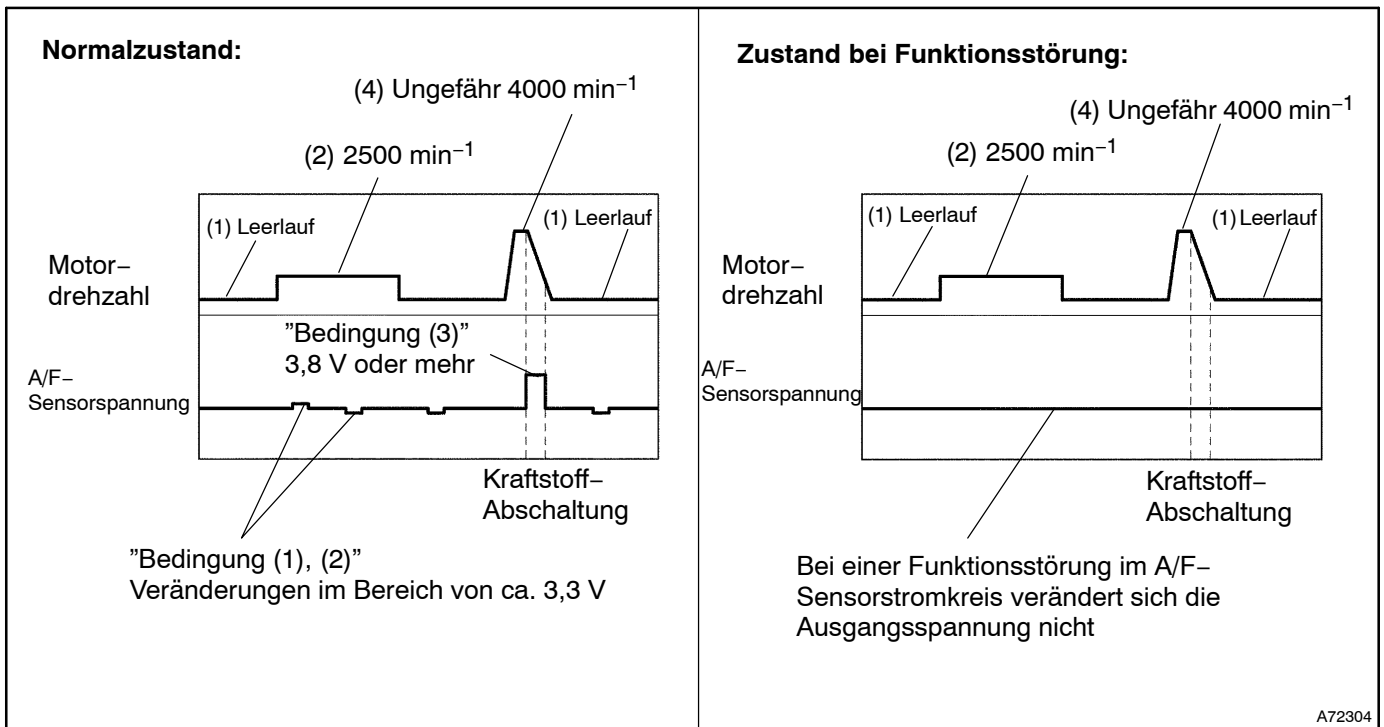 Normalzustand:
(4) Ungefähr 4000 min−1
(2) 2500 min−1
(1) Leerlauf
(1) Leerlauf
Motor−
drehzahl
”Bedingung (3)”
3,8 V oder mehr
A/F−
Sensorspannung
Kraftstoff−
Abschaltung
”Bedingung (1), (2)”
Veränderungen im Bereich von ca. 3,3 V
Zustand bei Funktionsstörung:
(4) Ungefähr 4000 min−1
(2) 2500 min−1
(1) Leerlauf
(1) Leerlauf
Motor−
drehzahl
A/F−
Sensorspannung
Kraftstoff−
Abschaltung
Bei einer Funktionsstörung im A/F−
Sensorstromkreis verändert sich die
Ausgangsspannung nicht
A72304